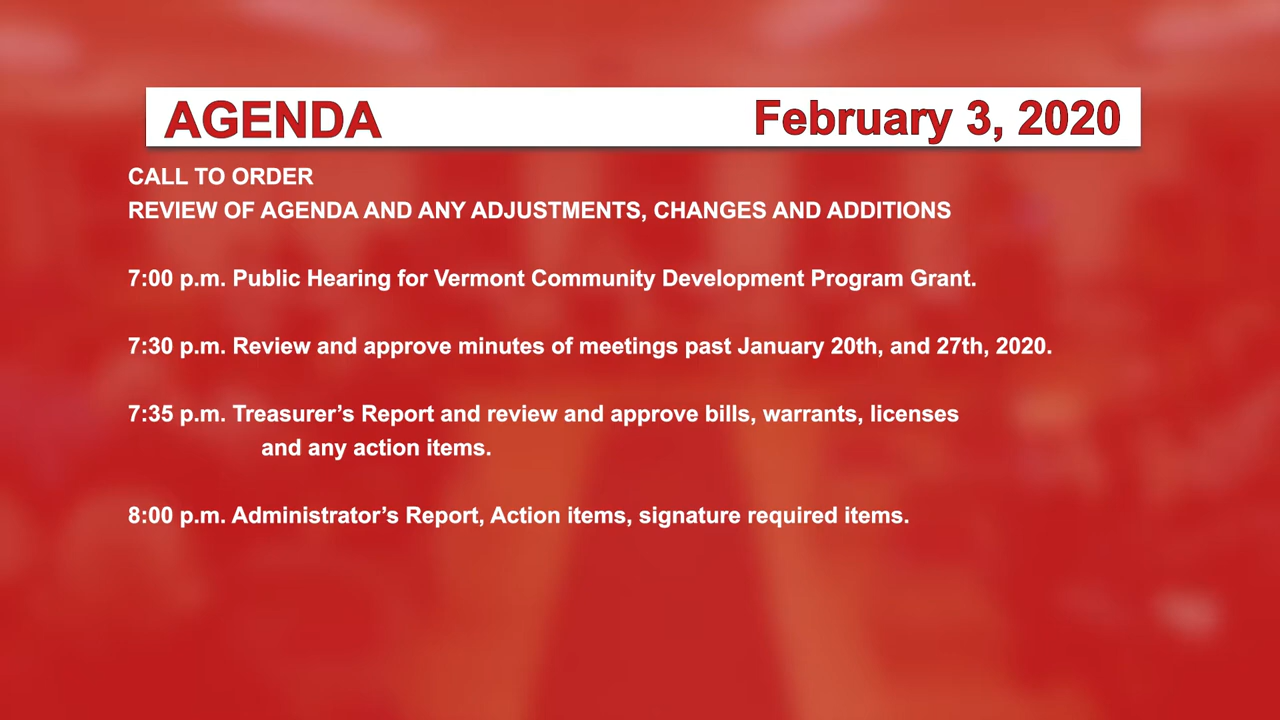 AGENDA February 3, 2020
CALL TO ORDER
REVIEW OF AGENDA AND ANY ADJUSTMENTS, CHANGES AND ADDITIONS
7:00 p.m. Public Hearing for Vermont Community Development Program Grant.
7:30 p.m. Review and approve minutes of meetings past January 20th, and 27th, 2020.
7:35 p.m. Treasurer’s Report and review and approve bills, warrants, licenses
and any action items.
8:00 p.m. Administrator’s Report, Action items, signature required items.